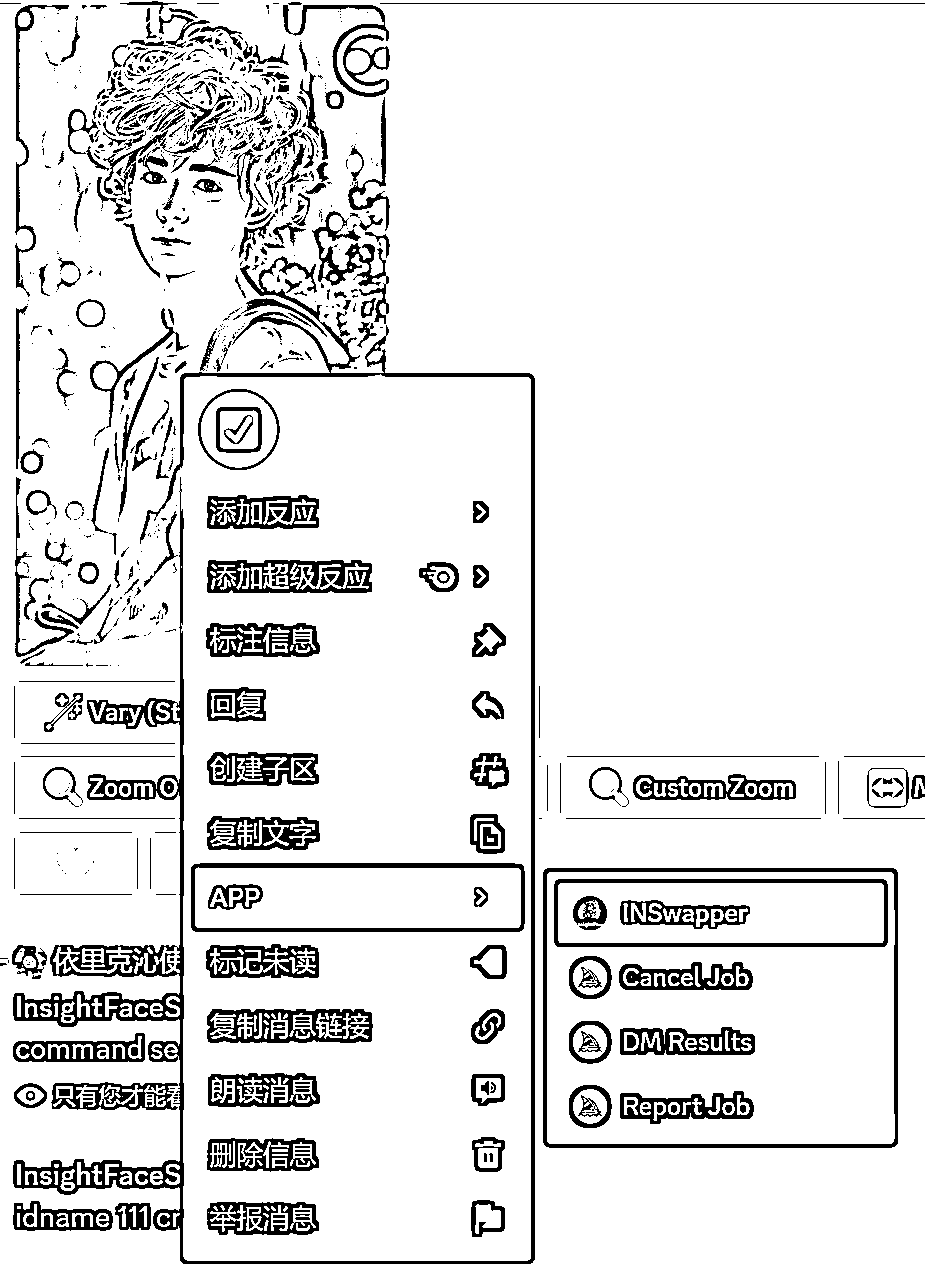 添加反应
添加超级反应
标注信息
回复
Vary (St
创建子区
Zoom O
Custom Zoom
复制文字
APP
INSwapper
标记未读
依里克沁使
Cancel Job
InsightFaceS
复制消息链接
command se
DM Results
朗读消息
只有您才能看
Report Job
删除信息
InsightFaceS
举报消息
idname 111 cr